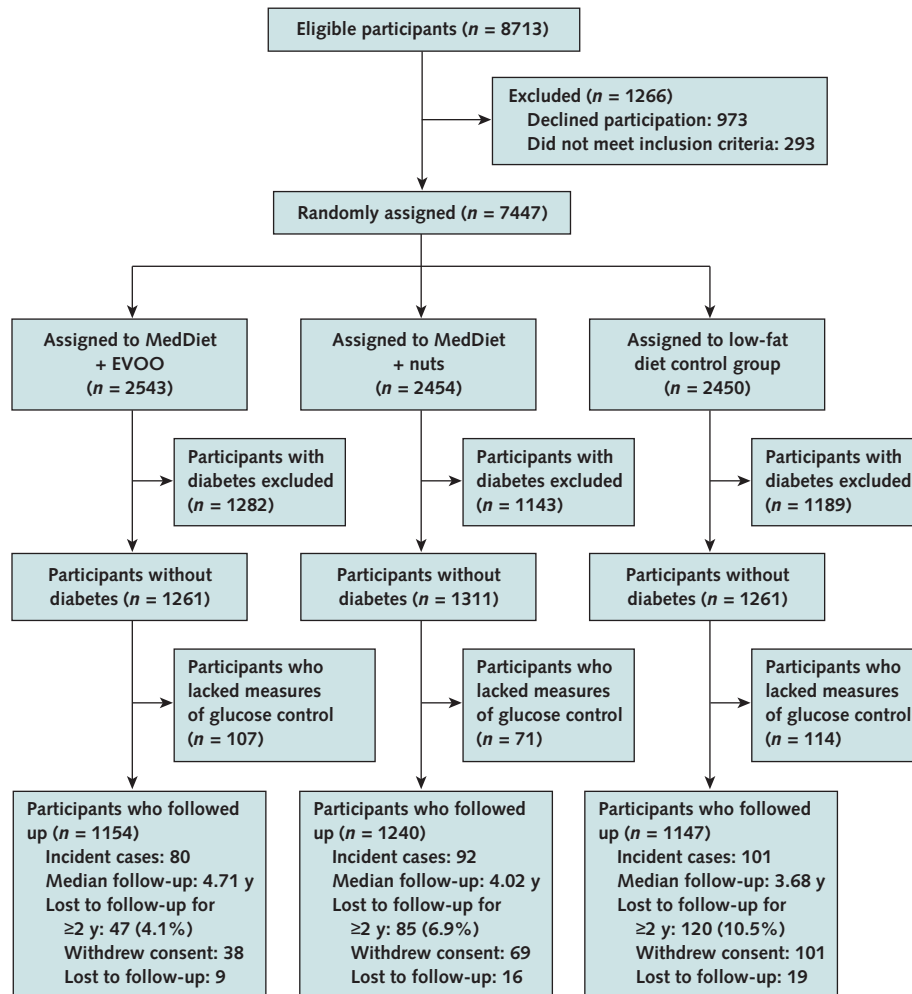 Eligible participants (n = 8713)
Excluded (n = 1266)
Declined participation: 973
Did not meet inclusion criteria: 293
Randomly assigned (n = 7447)
Assigned to MedDiet
+ EVOO
(n = 2543)
Assigned to MedDiet
+ nuts
(n = 2454)
Assigned to low-fat
diet control group
(n = 2450)
Participants with
diabetes excluded
(n = 1282)
Participants with
diabetes excluded
(n = 1143)
Participants with
diabetes excluded
(n = 1189)
Participants without
diabetes (n = 1261)
Participants without
diabetes (n = 1311)
Participants without
diabetes (n = 1261)
Participants who
lacked measures
of glucose control
(n = 107)
Participants who
lacked measures
of glucose control
(n = 71)
Participants who
lacked measures
of glucose control
(n = 114)
Participants who followed
up (n = 1154)
Incident cases: 80
Median follow-up: 4.71 y
Lost to follow-up for
≥2 y: 47 (4.1%)
Withdrew consent: 38
Lost to follow-up: 9
Participants who followed
up (n = 1240)
Incident cases: 92
Median follow-up: 4.02 y
Lost to follow-up for
≥2 y: 85 (6.9%)
Withdrew consent: 69
Lost to follow-up: 16
Participants who followed
up (n = 1147)
Incident cases: 101
Median follow-up: 3.68 y
Lost to follow-up for
≥2 y: 120 (10.5%)
Withdrew consent: 101
Lost to follow-up: 19